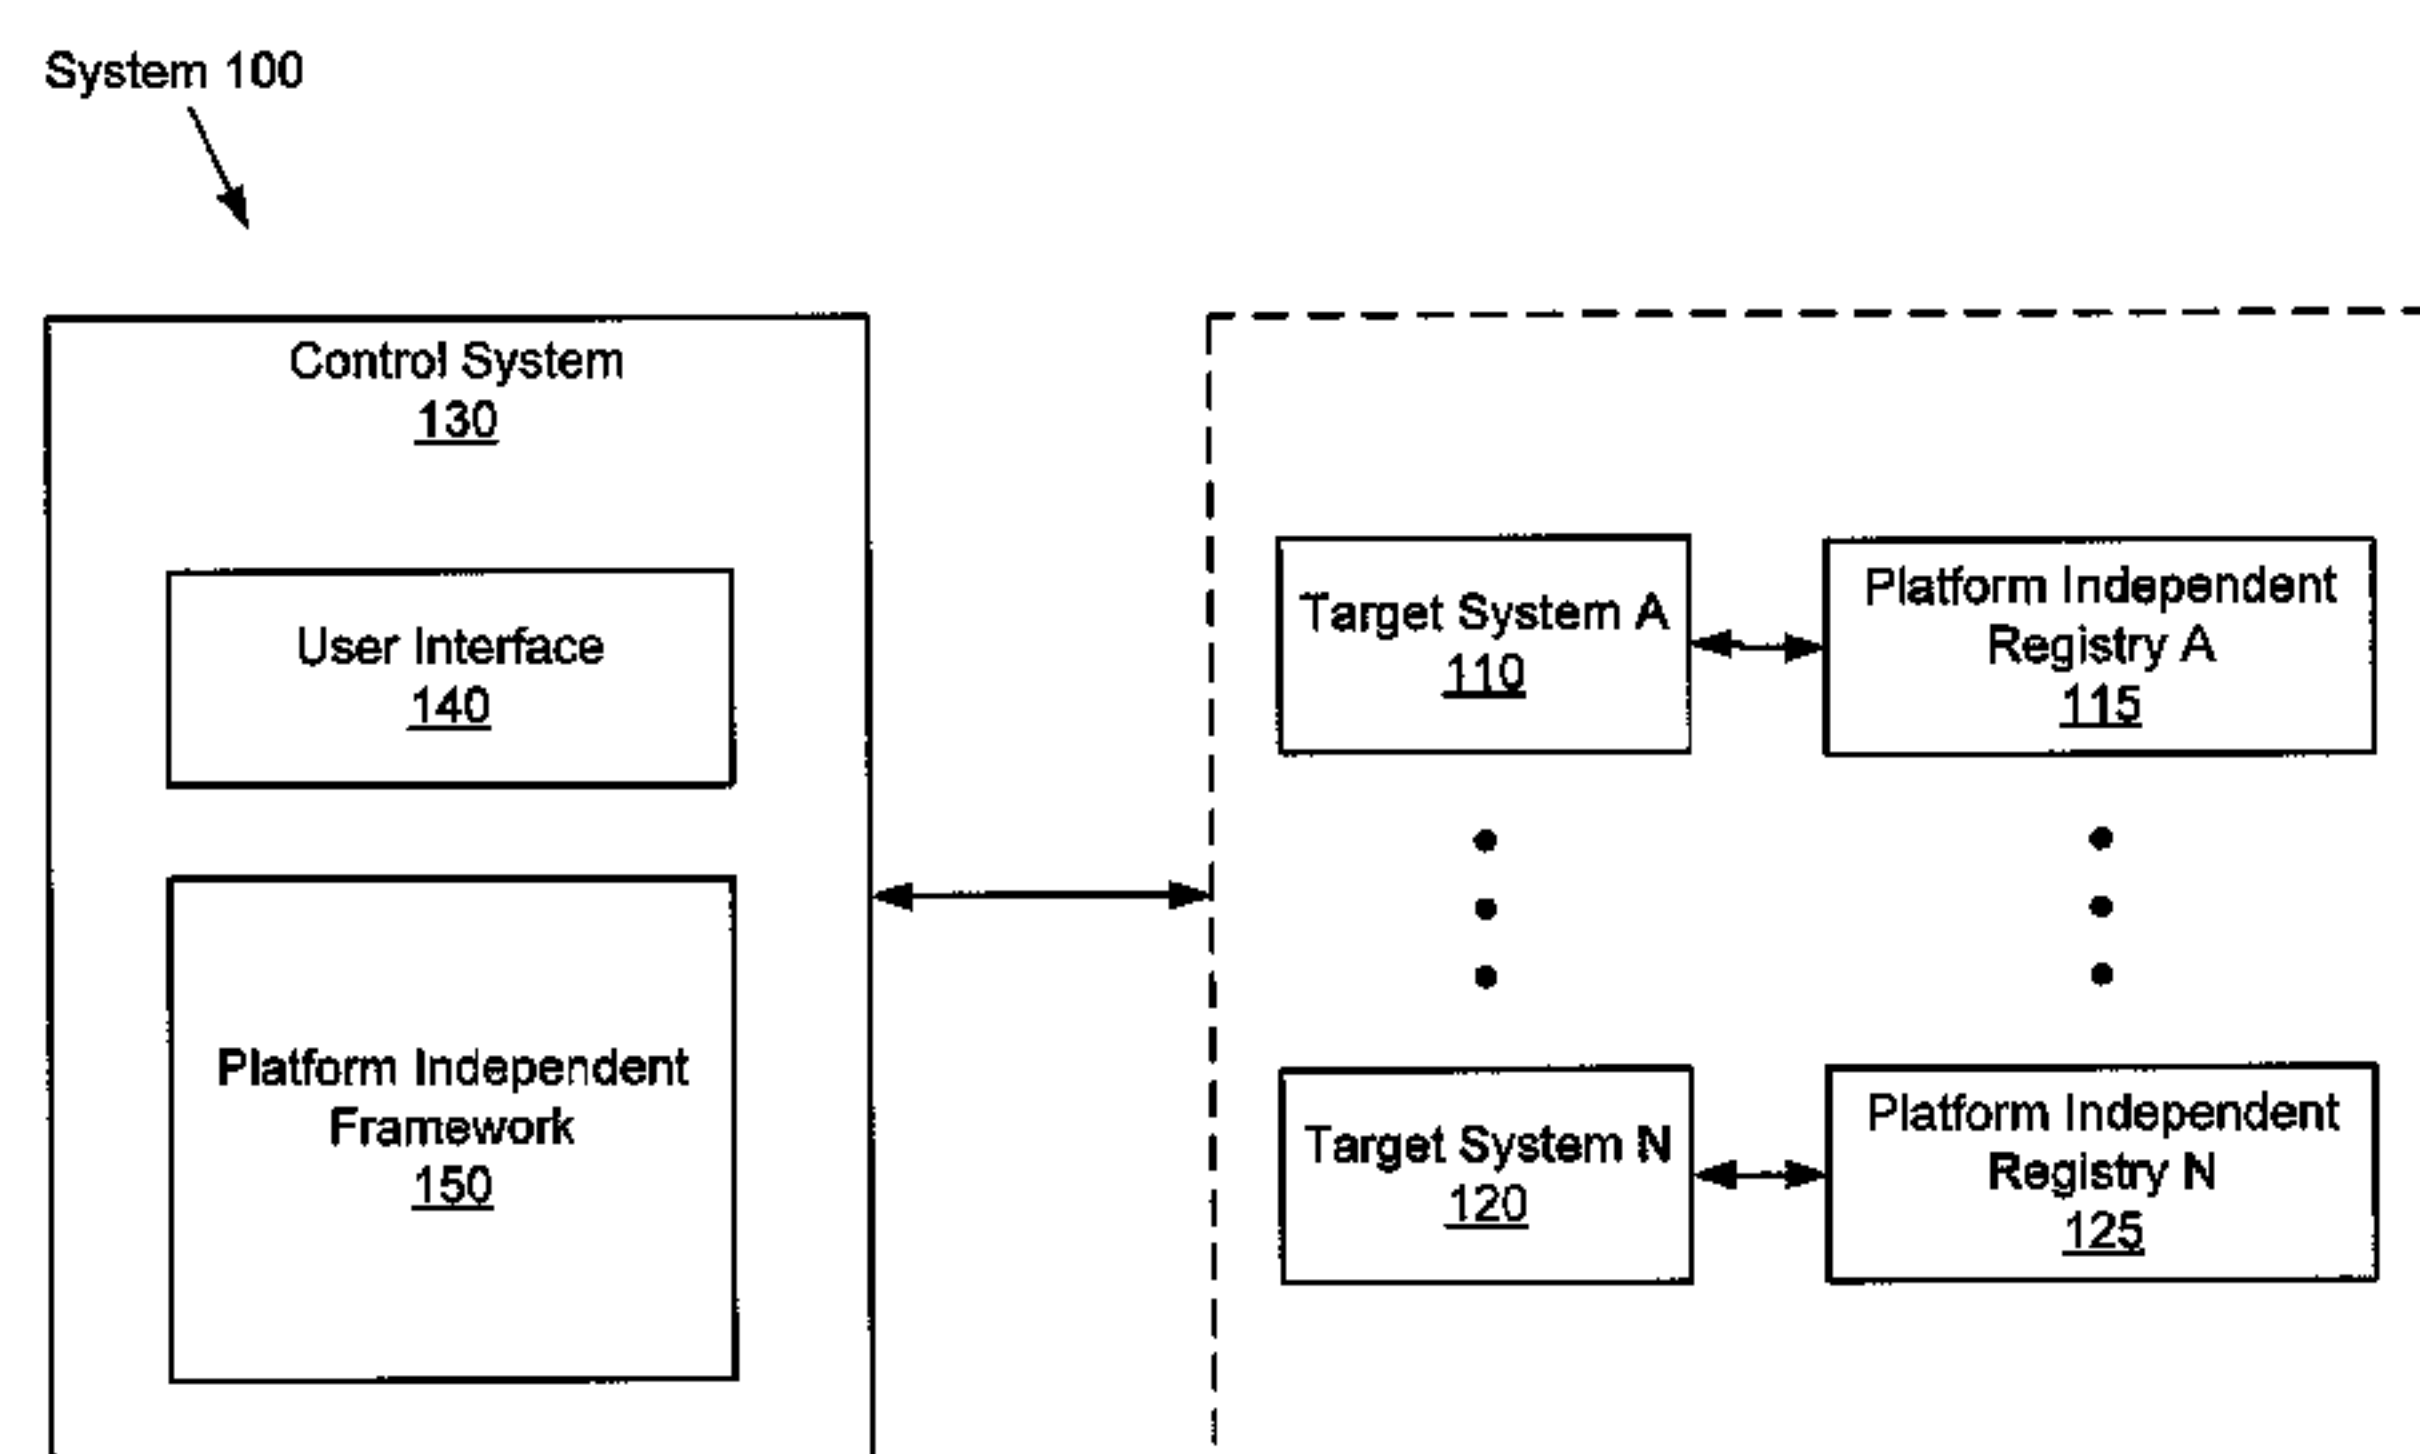 System 100
Control System
130
User Interface
140
Platform Independent
Framework
150
Target System A
110
Platform Independent
Registry A
115
Target System N
120
Platform Independent
Registry N
125